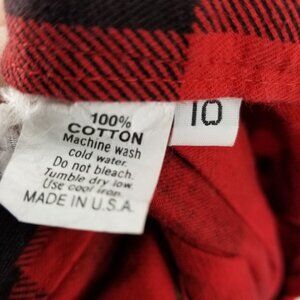 100%
COTTON
Machine wash
cold water.
Do not bleach.
Tumble dry low.
Use cool iron.
MADE IN U.S.A.
10